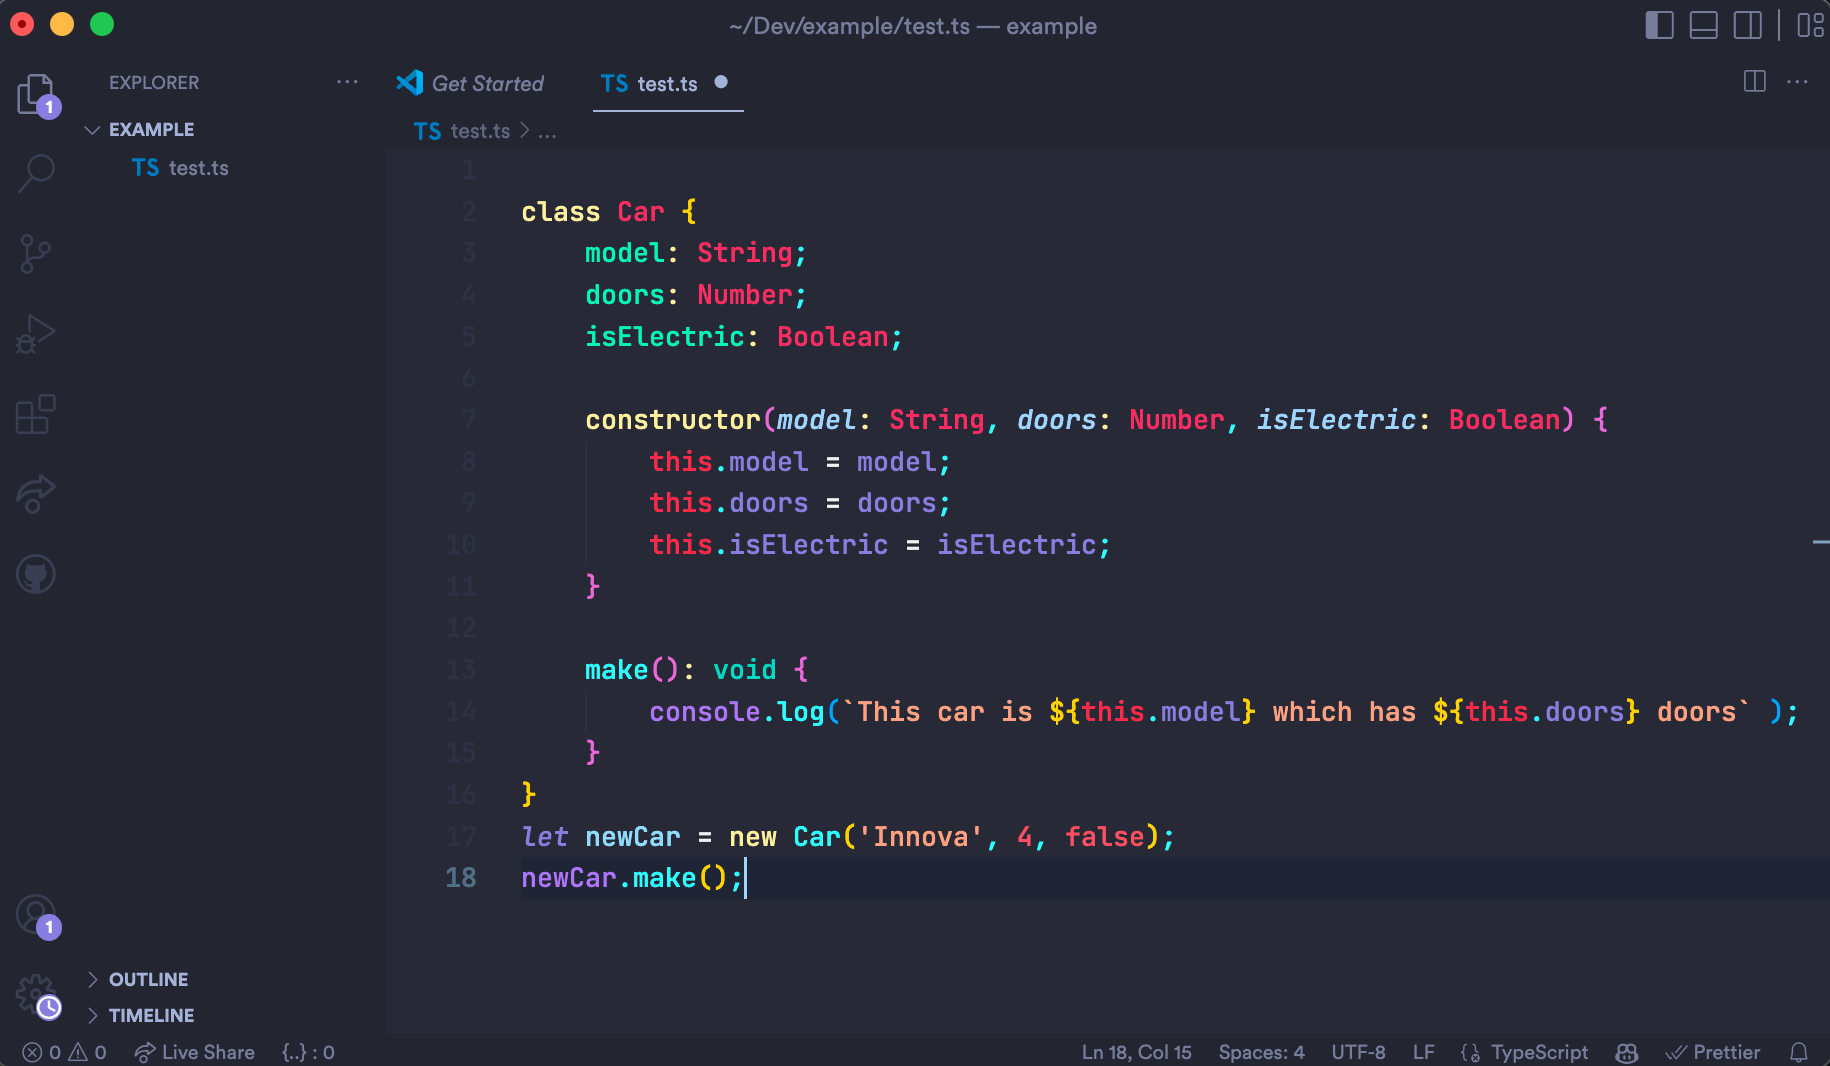 ~/Dev/example/test.ts — example
EXPLORER
Get Started
TS test.ts
1
EXAMPLE
TS test.ts > ...
TS test.ts
1
2 class Car {
3     model: String;
4     doors: Number;
5     isElectric: Boolean;
6
7     constructor(model: String, doors: Number, isElectric: Boolean) {
8         this.model = model;
9         this.doors = doors;
10         this.isElectric = isElectric;
11     }
12
13     make(): void {
14         console.log(`This car is ${this.model} which has ${this.doors} doors` );
15     }
16 }
17 let newCar = new Car('Innova', 4, false);
18 newCar.make();
1
OUTLINE
TIMELINE
0 0 Live Share {..} : 0 Ln 18, Col 15 Spaces: 4 UTF-8 LF TypeScript Prettier